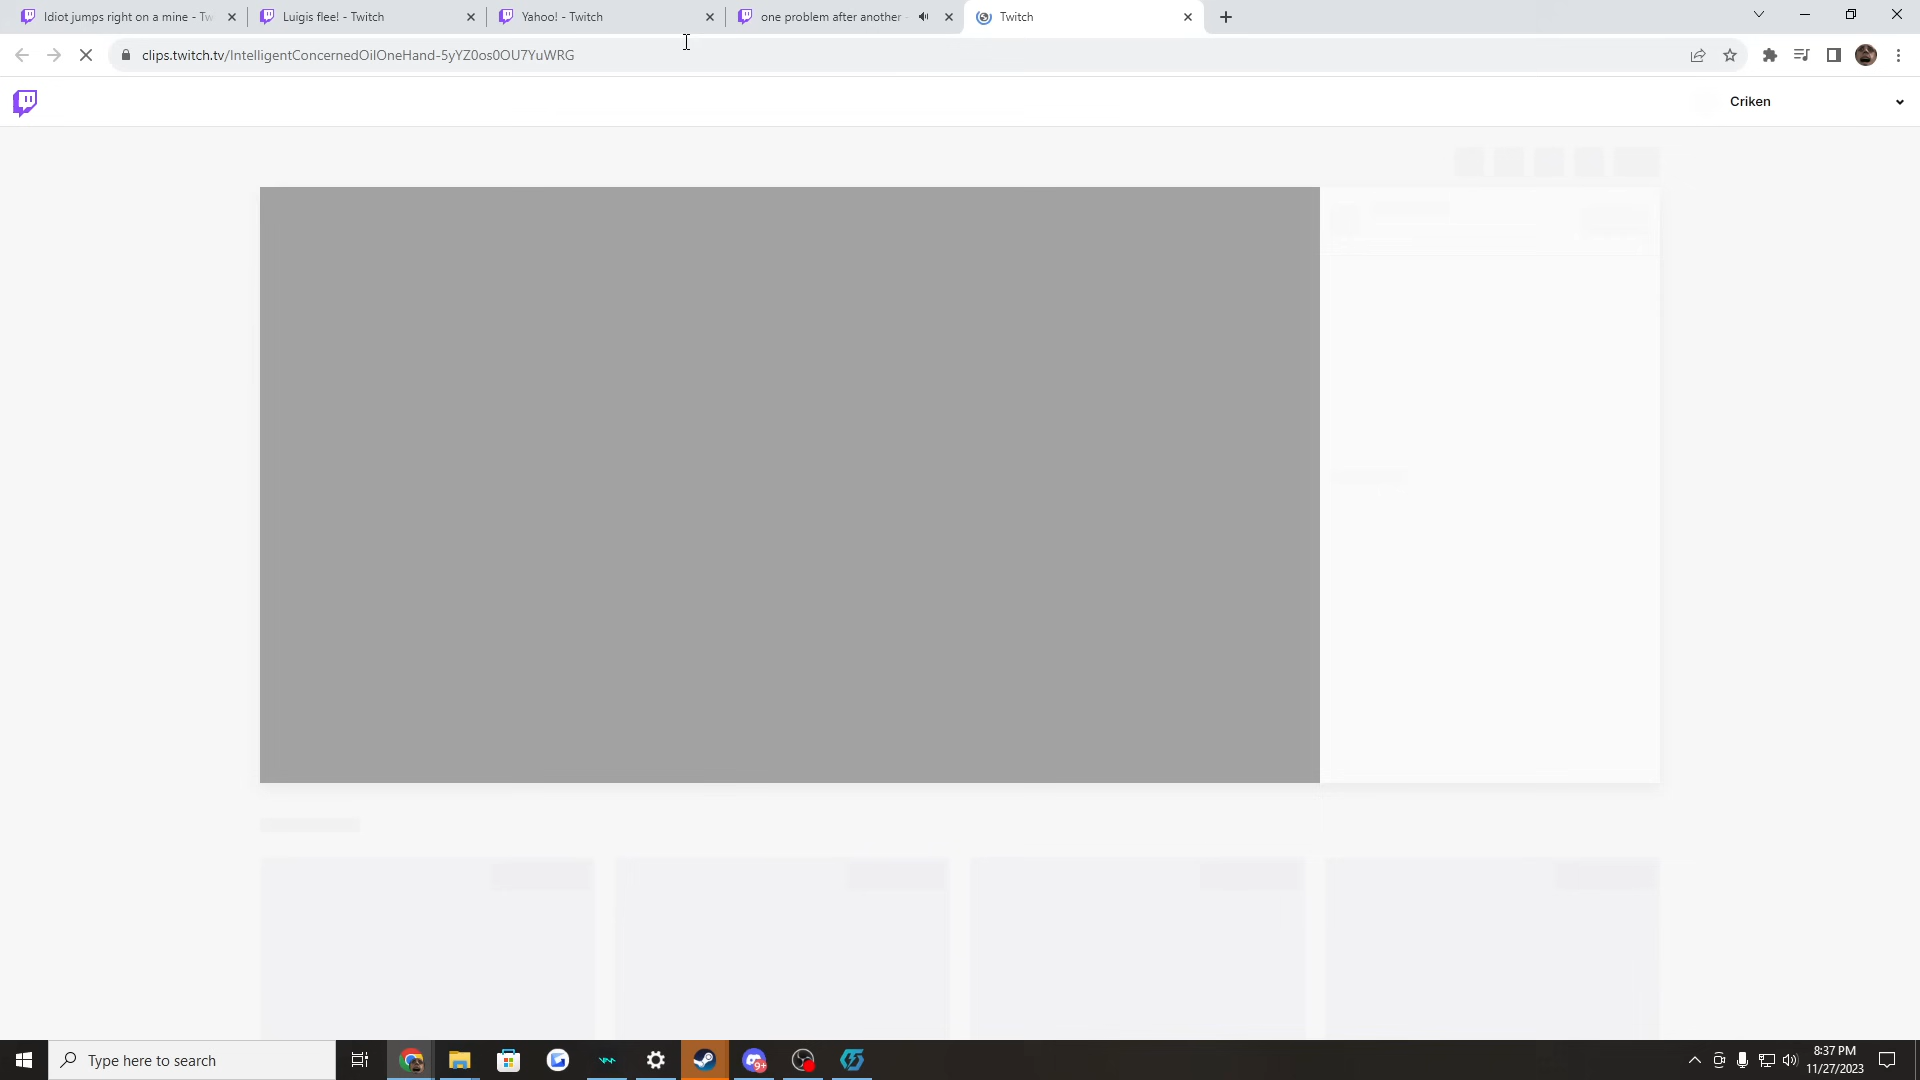 Idiot jumps right on a mine - Tw
Luigis flee! - Twitch
Yahoo! - Twitch
one problem after another -
Twitch
clips.twitch.tv/IntelligentConcernedOilOneHand-5yYZ0os0OU7YuWRG
Criken
Type here to search
9+
8:37 PM
11/27/2023